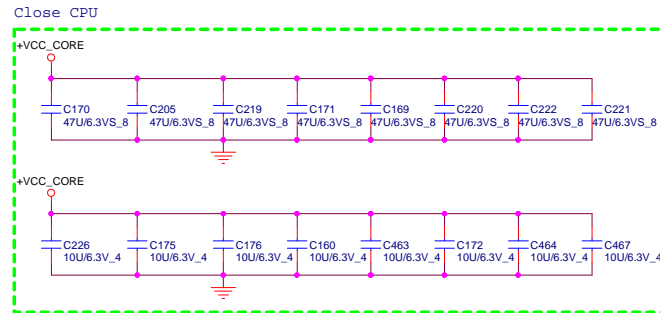 Close CPU
+VCC_CORE
C170 C205 C219 C171 C169 C220 C222 C221
47U/6.3VS_8 47U/6.3VS_8 47U/6.3VS_8 47U/6.3VS_8 47U/6.3VS_8 47U/6.3VS_8 47U/6.3VS_8 47U/6.3VS_8
+VCC_CORE
C226 C175 C176 C160 C463 C172 C464 C467
10U/6.3V_4 10U/6.3V_4 10U/6.3V_4 10U/6.3V_4 10U/6.3V_4 10U/6.3V_4 10U/6.3V_4 10U/6.3V_4